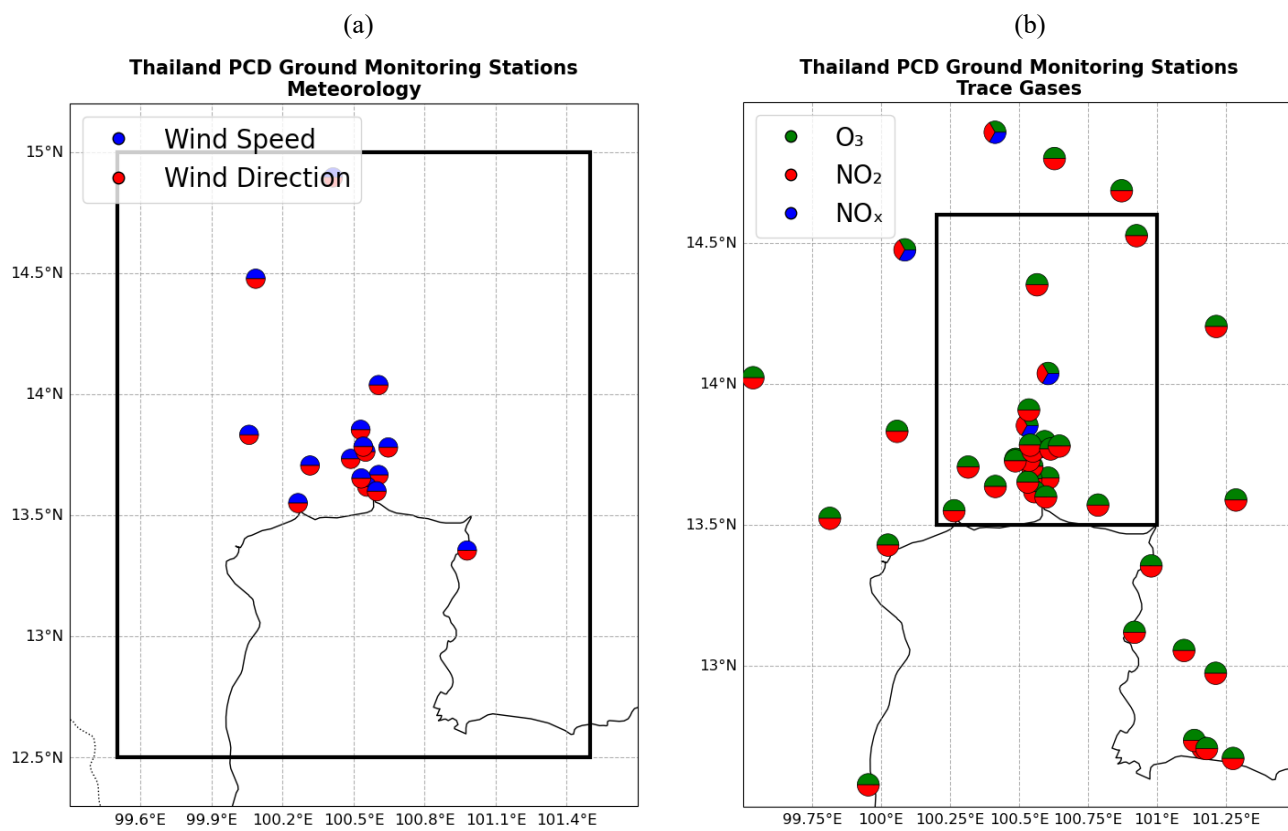 (a)
Thailand PCD Ground Monitoring Stations
Meteorology
Wind Speed
Wind Direction
15°N
14.5°N
14°N
13.5°N
13°N
12.5°N
99.6°E 99.9°E 100.2°E 100.5°E 100.8°E 101.1°E 101.4°E
(b)
Thailand PCD Ground Monitoring Stations
Trace Gases
O₃
NO₂
NOₓ
14.5°N
14°N
13.5°N
13°N
99.75°E 100°E 100.25°E 100.5°E 100.75°E 101°E 101.25°E